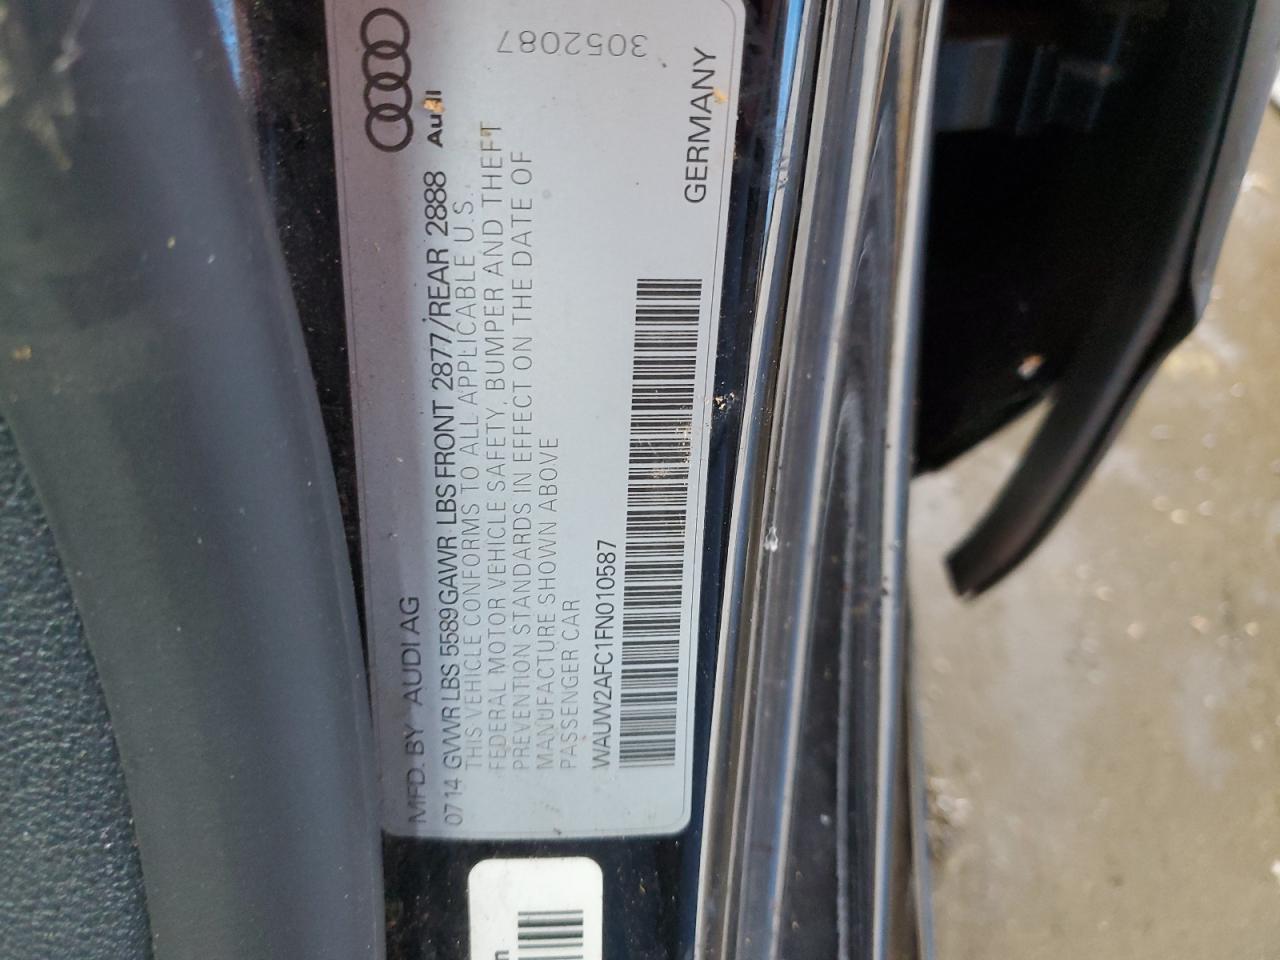 MFD. BY AUDI AG
Audi
0714 GVWR LBS 5589 GAWR LBS FRONT 2877/REAR 2888
THIS VEHICLE CONFORMS TO ALL APPLICABLE U.S.
FEDERAL MOTOR VEHICLE SAFETY, BUMPER AND THEFT
PREVENTION STANDARDS IN EFFECT ON THE DATE OF
MANUFACTURE SHOWN ABOVE
PASSENGER CAR
WAUW2AFC1FN010587
GERMANY
3052087